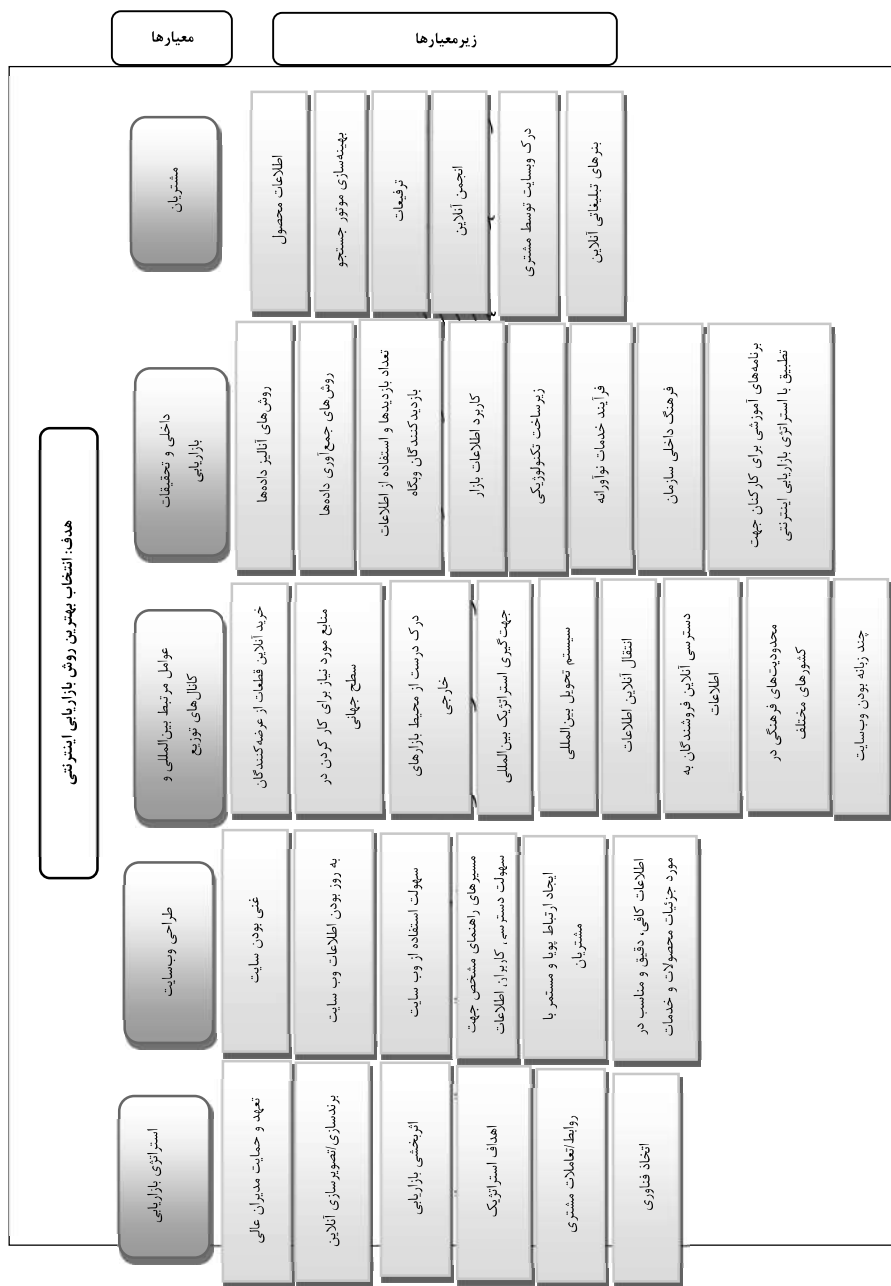 معیارها
زیرمعیارها
هدف: انتخاب بهترین روش بازاریابی اینترنتی
مشتریان
اطلاعات محصول
بهینه‌سازی موتور جستجو
ترفیعات
انجمن آنلاین
درک وبسایت توسط مشتری
بنرهای تبلیغاتی آنلاین
داخلی و تحقیقات
بازاریابی
روش‌های آنالیز داده‌ها
روش‌های جمع‌آوری داده‌ها
تعداد بازدیدها و استفاده از اطلاعات
بازدیدکنندگان وبگاه
کاربرد اطلاعات بازار
زیرساخت تکنولوژیکی
فرآیند خدمات نوآورانه
فرهنگ داخلی سازمان
برنامه‌های آموزشی برای کارکنان جهت
تطبیق با استراتژی بازاریابی اینترنتی
عوامل مرتبط بین‌المللی و
کانال‌های توزیع
خرید آنلاین قطعات از عرضه‌کنندگان
منابع مورد نیاز برای کار کردن در
سطح جهانی
درک درست از محیط بازارهای
خارجی
جهت‌گیری استراتژیک بین‌المللی
سیستم تحویل بین‌المللی
انتقال آنلاین اطلاعات
دسترسی آنلاین فروشندگان به
اطلاعات
محدودیت‌های فرهنگی در
کشورهای مختلف
چند زبانه بودن وب‌سایت
طراحی وب‌سایت
غنی بودن سایت
به روز بودن اطلاعات وب سایت
سهولت استفاده از وب سایت
مسیرهای راهنمای مشخص جهت
سهولت دسترسی کاربران اطلاعات
ایجاد ارتباط پویا و مستمر با
مشتریان
اطلاعات کافی، دقیق و مناسب در
مورد جزئیات محصولات و خدمات
استراتژی بازاریابی
تعهد و حمایت مدیران عالی
برندسازی/تصویرسازی آنلاین
اثربخشی بازاریابی
اهداف استراتژیک
روابط/تعاملات مشتری
اتخاذ فناوری